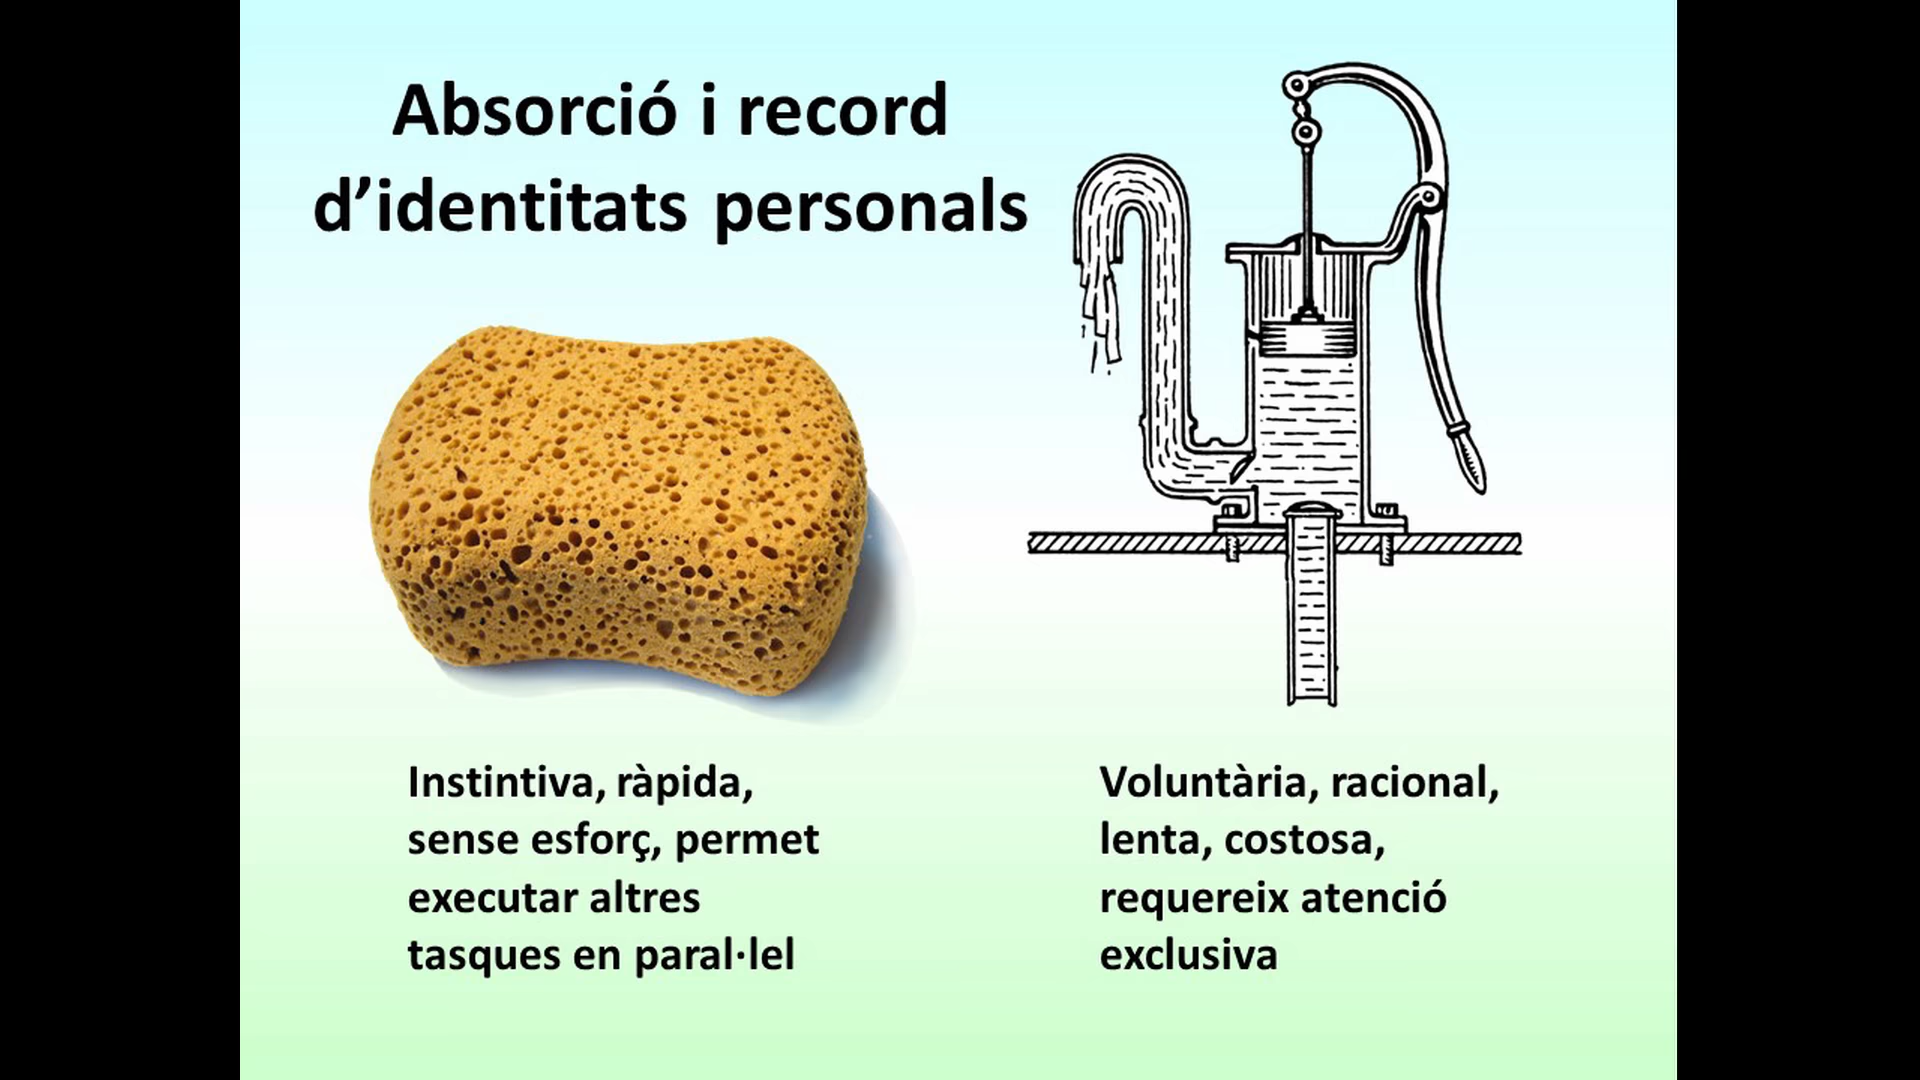 Absorció i record
d’identitats personals
Instintiva, ràpida,
sense esforç, permet
executar altres
tasques en paral·lel
Voluntària, racional,
lenta, costosa,
requereix atenció
exclusiva